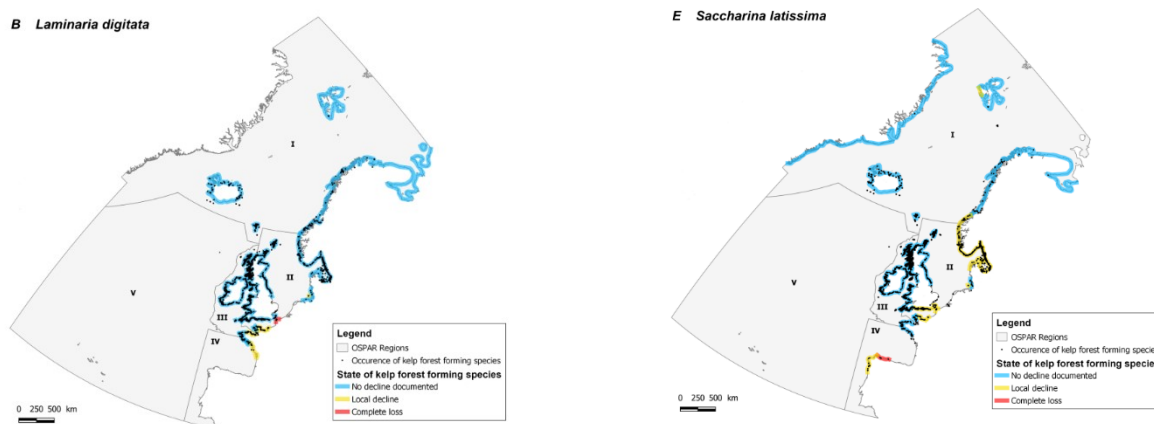 B Laminaria digitata
I
II
V
III
IV
Legend
OSPAR Regions
Occurence of kelp forest forming species
State of kelp forest forming species
No decline documented
Local decline
Complete loss
0 250 500 km
E Saccharina latissima
I
II
V
III
IV
Legend
OSPAR Regions
Occurence of kelp forest forming specie
State of kelp forest forming species
No decline documented
Local decline
Complete loss
0 250 500 km